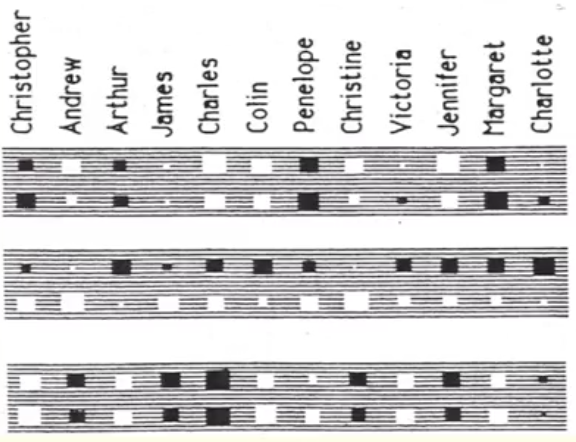 Christopher
Andrew
Arthur
James
Charles
Colin
Penelope
Christine
Victoria
Jennifer
Margaret
Charlotte